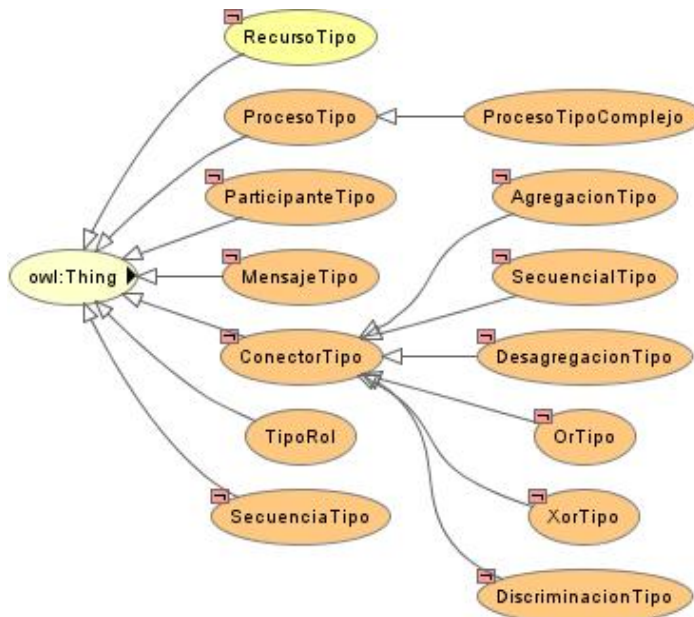 RecursoTipo
ProcesoTipo
ProcesoTipoComplejo
ParticipanteTipo
AgregacionTipo
owl:Thing
MensajeTipo
SecuencialTipo
ConectorTipo
DesagregacionTipo
TipoRol
OrTipo
SecuenciaTipo
XorTipo
DiscriminacionTipo